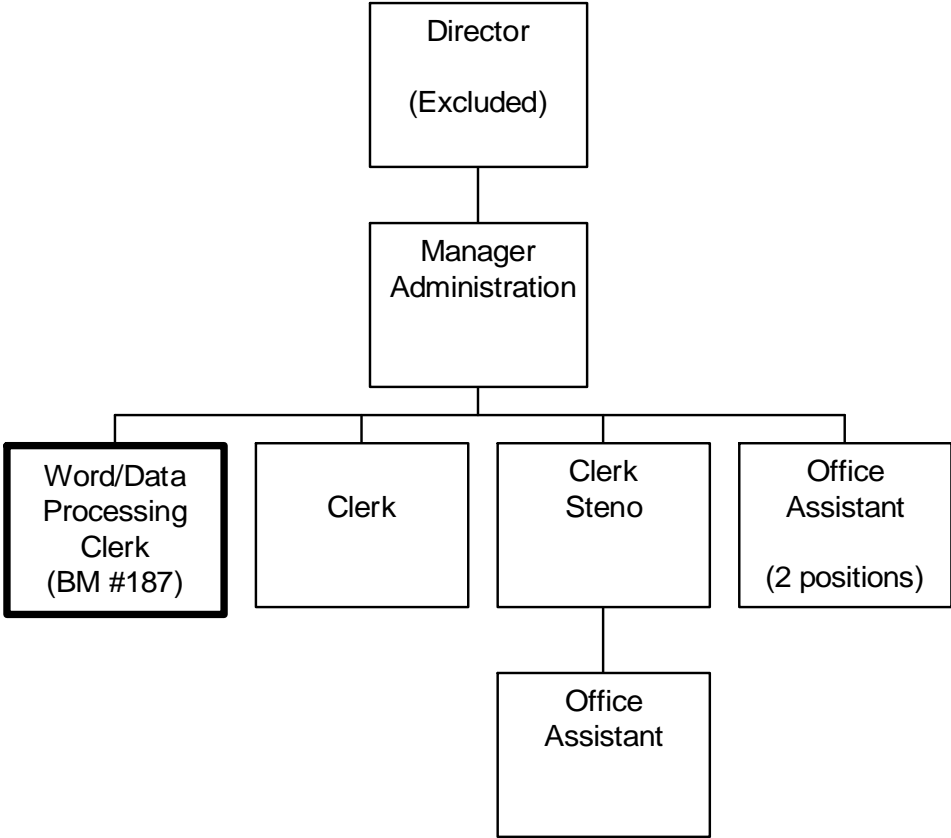 Director
(Excluded)
Manager
Administration
Word/Data
Processing
Clerk
(BM #187)
Clerk
Clerk
Steno
Office
Assistant
(2 positions)
Office
Assistant